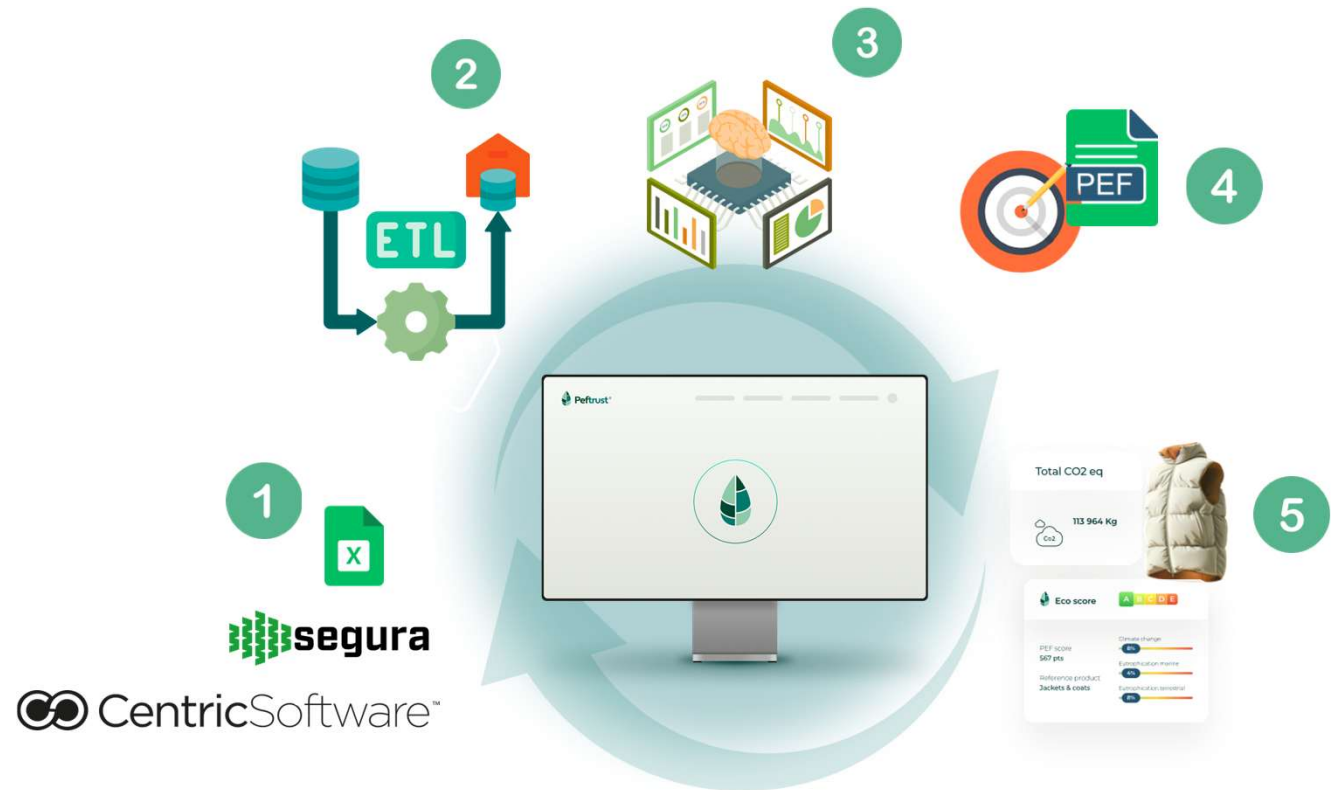 1
X
segura
CentricSoftware™
2
ETL
3
PEF
4
Peftrust
Total CO2 eq
113 964 Kg
Co2
5
Eco score
A B C D E
PEF score
567 pts
Reference product
Jackets & coats
Climate change
8%
Eutrophication marine
4%
Eutrophication terrestrial
8%